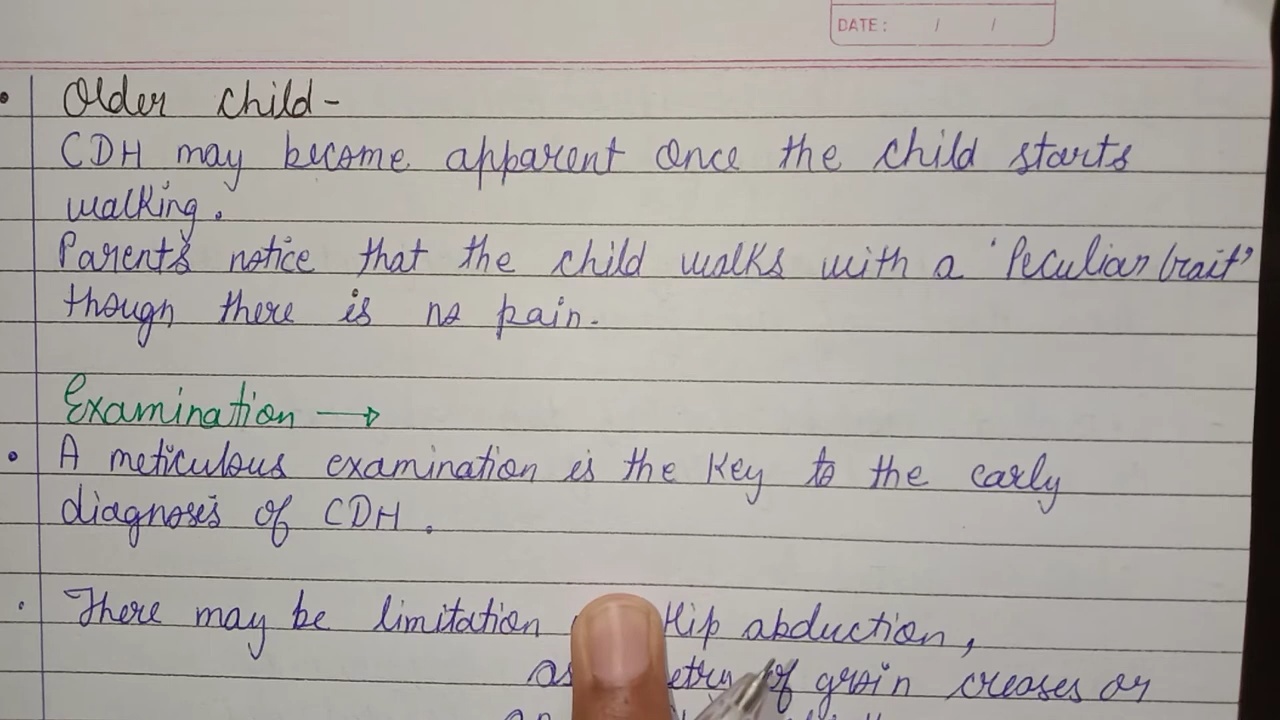 DATE: / /
• Older child-
CDH may become apparent once the child starts
walking.
Parents notice that the child walks with a 'Peculiar Grait'
though there is no pain.
Examination →
• A meticulous examination is the key to the early
diagnosis of CDH.
• There may be limitation Hip abduction,
of groin creases or